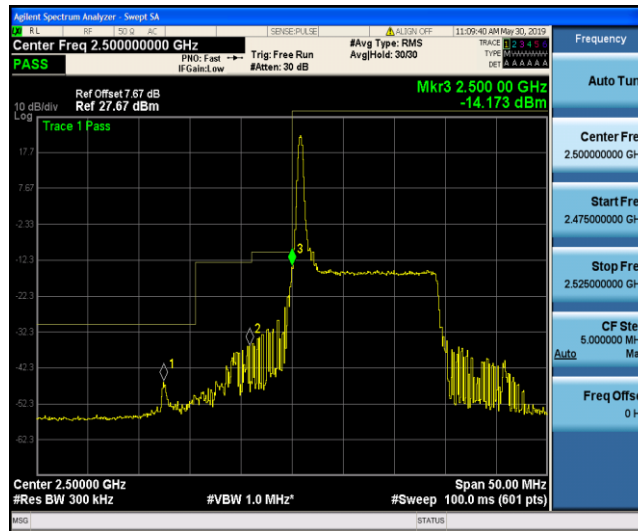 Agilent Spectrum Analyzer - Swept SA
RL RF 50 Ω AC SENSE:PULSE ALIGN OFF 11:09:40 AM May 30, 2019
Center Freq 2.500000000 GHz
PASS
PNO: Fast
IFGain:Low
Trig: Free Run
#Atten: 30 dB
#Avg Type: RMS
Avg|Hold: 30/30
TRACE 1 2 3 4 5 6
TYPE M
DET A A A A A A
Frequency
Ref Offset 7.67 dB
Ref 27.67 dBm
10 dB/div
Log
Mkr3 2.500 00 GHz
-14.173 dBm
Trace 1 Pass
17.7
7.67
-2.33
-12.3
-22.3
-32.3
-42.3
-52.3
-62.3
1
2
3
Center 2.50000 GHz
Span 50.00 MHz
#Res BW 300 kHz
#VBW 1.0 MHz*
#Sweep 100.0 ms (601 pts)
MSG
STATUS
Auto Tun
Center Fre
2.500000000 GH
Start Fre
2.475000000 GH
Stop Fre
2.525000000 GH
CF Ste
5.000000 MH
Auto Ma
Freq Offse
0 H